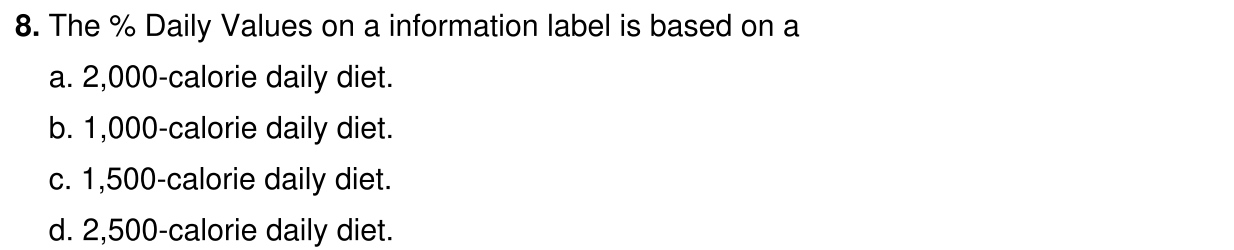 8. The % Daily Values on a information label is based on a
a. 2,000-calorie daily diet.
b. 1,000-calorie daily diet.
c. 1,500-calorie daily diet.
d. 2,500-calorie daily diet.